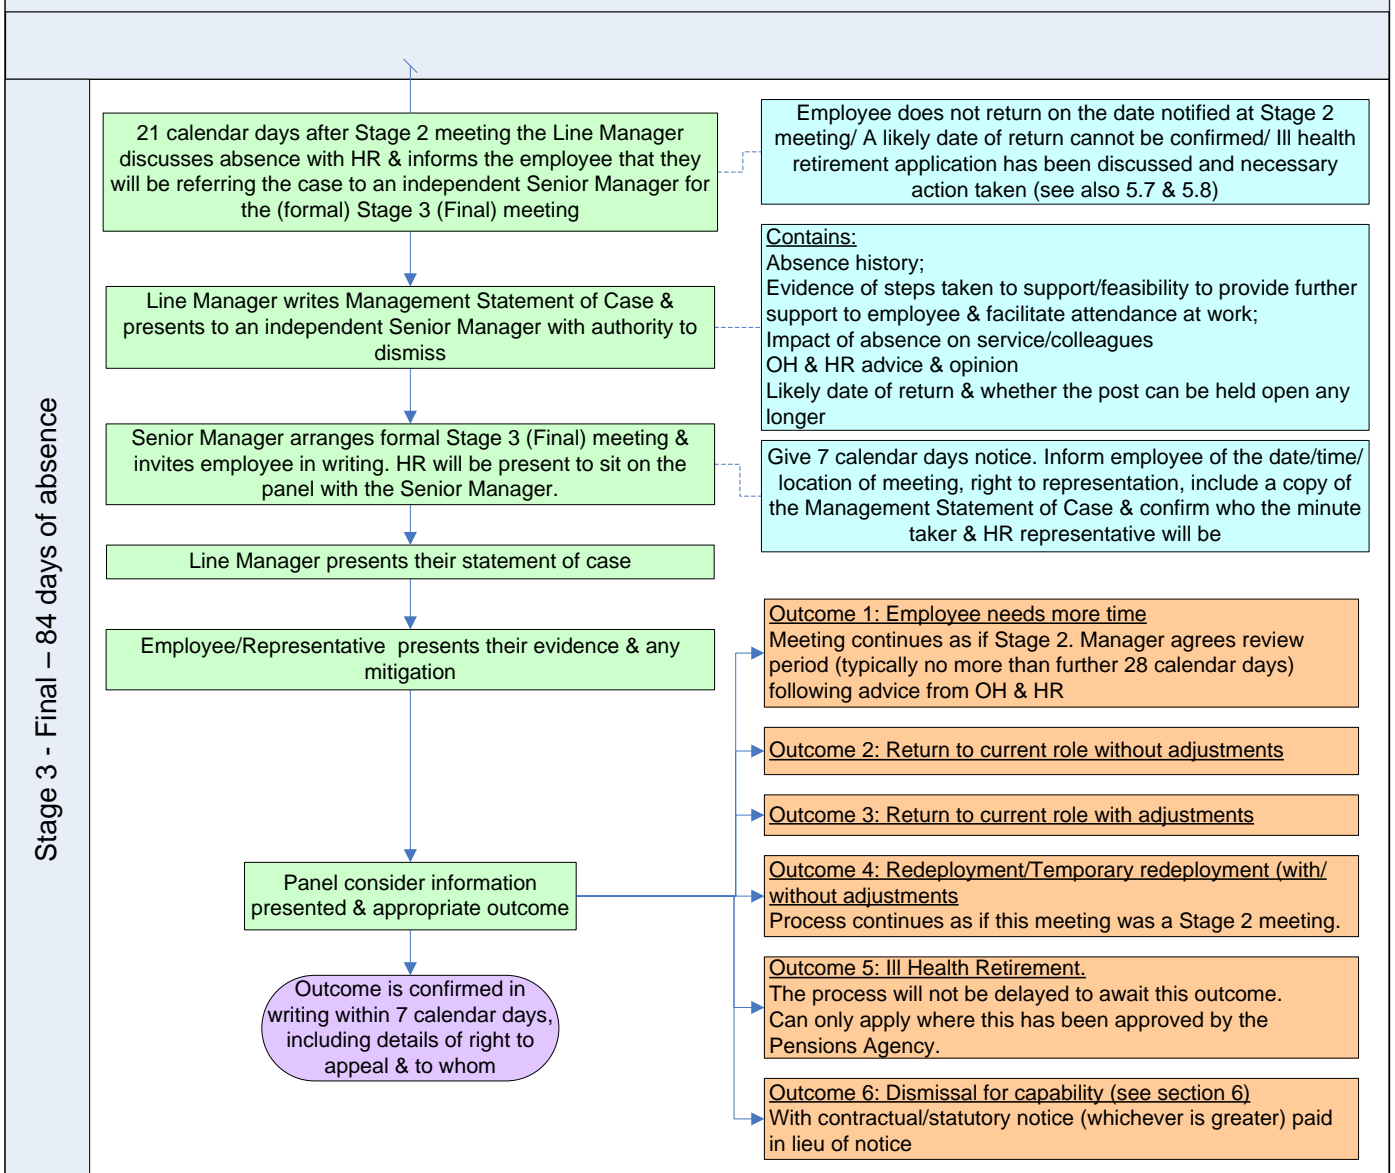 Stage 3 - Final – 84 days of absence
21 calendar days after Stage 2 meeting the Line Manager
discusses absence with HR & informs the employee that they
will be referring the case to an independent Senior Manager for
the (formal) Stage 3 (Final) meeting
Employee does not return on the date notified at Stage 2
meeting/ A likely date of return cannot be confirmed/ Ill health
retirement application has been discussed and necessary
action taken (see also 5.7 & 5.8)
Line Manager writes Management Statement of Case &
presents to an independent Senior Manager with authority to
dismiss
Contains:
Absence history;
Evidence of steps taken to support/feasibility to provide further
support to employee & facilitate attendance at work;
Impact of absence on service/colleagues
OH & HR advice & opinion
Likely date of return & whether the post can be held open any
longer
Senior Manager arranges formal Stage 3 (Final) meeting &
invites employee in writing. HR will be present to sit on the
panel with the Senior Manager.
Give 7 calendar days notice. Inform employee of the date/time/
location of meeting, right to representation, include a copy of
the Management Statement of Case & confirm who the minute
taker & HR representative will be
Line Manager presents their statement of case
Employee/Representative  presents their evidence & any
mitigation
Panel consider information
presented & appropriate outcome
Outcome 1: Employee needs more time
Meeting continues as if Stage 2. Manager agrees review
period (typically no more than further 28 calendar days)
following advice from OH & HR
Outcome 2: Return to current role without adjustments
Outcome 3: Return to current role with adjustments
Outcome 4: Redeployment/Temporary redeployment (with/
without adjustments
Process continues as if this meeting was a Stage 2 meeting.
Outcome 5: Ill Health Retirement.
The process will not be delayed to await this outcome.
Can only apply where this has been approved by the
Pensions Agency.
Outcome 6: Dismissal for capability (see section 6)
With contractual/statutory notice (whichever is greater) paid
in lieu of notice
Outcome is confirmed in
writing within 7 calendar days,
including details of right to
appeal & to whom